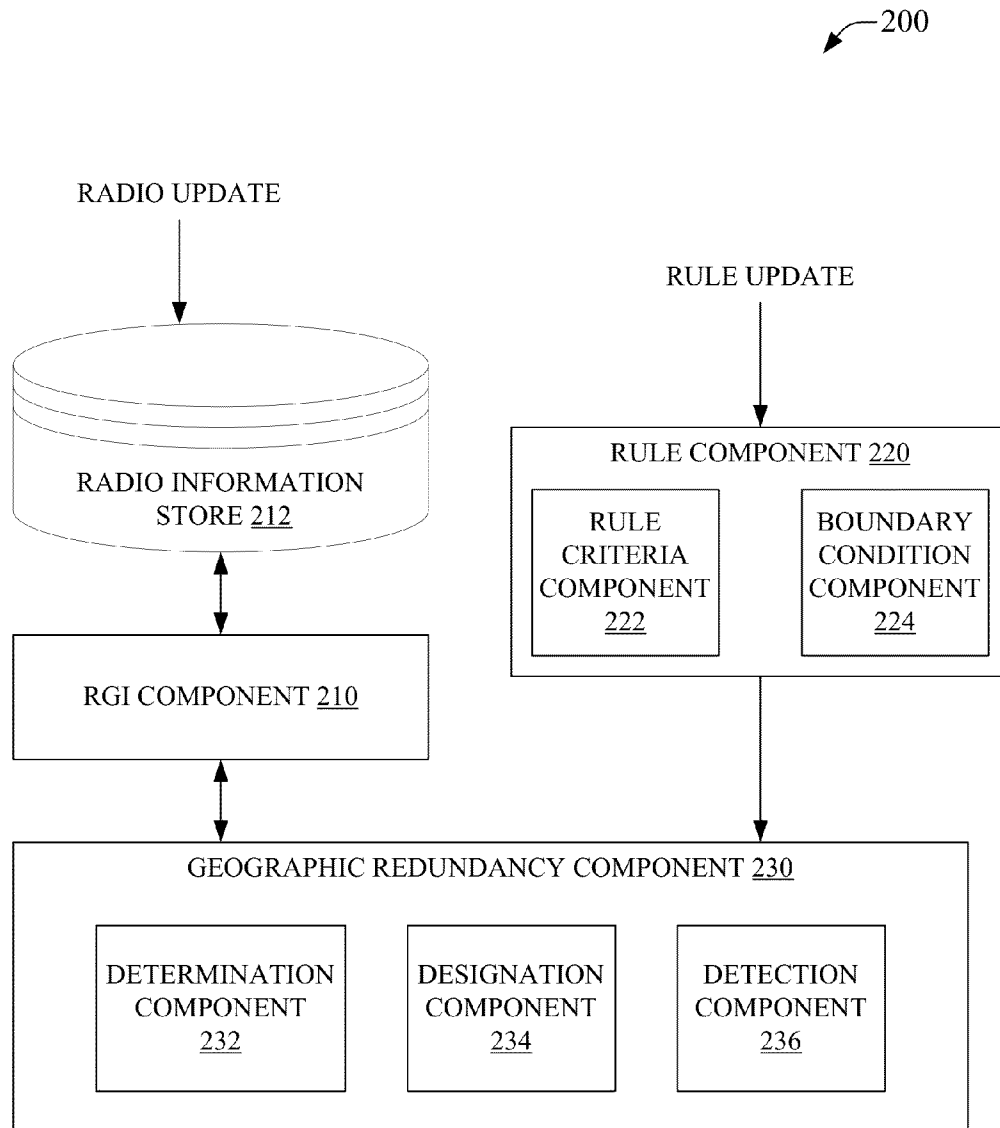 200
RADIO UPDATE
RULE UPDATE
RADIO INFORMATION
STORE 212
RULE COMPONENT 220
RULE
CRITERIA
COMPONENT
222
BOUNDARY
CONDITION
COMPONENT
224
RGI COMPONENT 210
GEOGRAPHIC REDUNDANCY COMPONENT 230
DETERMINATION
COMPONENT
232
DESIGNATION
COMPONENT
234
DETECTION
COMPONENT
236